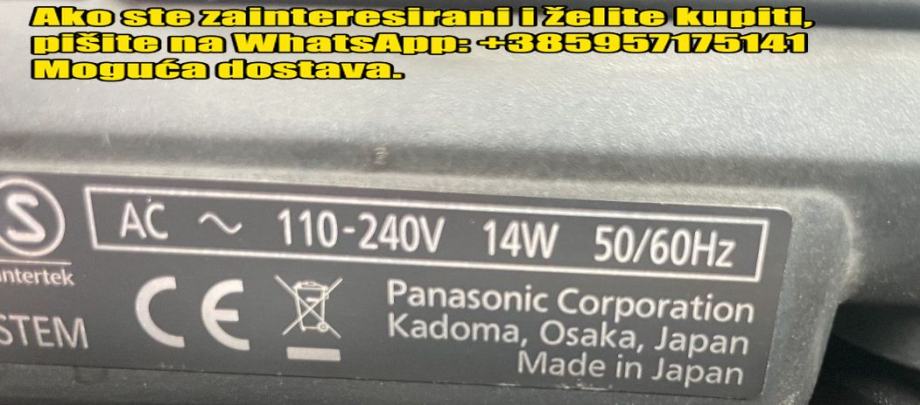 Ako ste zainteresirani i želite kupiti,
pišite na WhatsApp: +385957175141
Moguća dostava.
S
AC ~ 110-240V 14W 50/60Hz
Intertek
CE
Panasonic Corporation
STEM
Kadoma, Osaka, Japan
Made in Japan